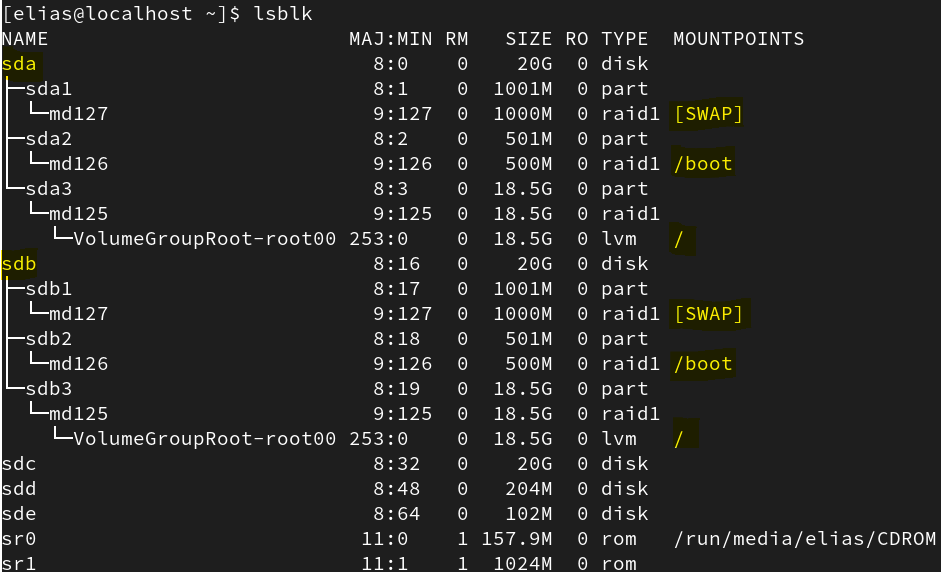 [elias@localhost ~]$ lsblk
NAME                         MAJ:MIN RM   SIZE RO TYPE  MOUNTPOINTS
sda                            8:0    0    20G  0 disk
├─sda1                         8:1    0  1001M  0 part
│ └─md127                      9:127  0  1000M  0 raid1 [SWAP]
├─sda2                         8:2    0   501M  0 part
│ └─md126                      9:126  0   500M  0 raid1 /boot
└─sda3                         8:3    0  18.5G  0 part
  └─md125                      9:125  0  18.5G  0 raid1
    └─VolumeGroupRoot-root00 253:0    0  18.5G  0 lvm   /
sdb                            8:16   0    20G  0 disk
├─sdb1                         8:17   0  1001M  0 part
│ └─md127                      9:127  0  1000M  0 raid1 [SWAP]
├─sdb2                         8:18   0   501M  0 part
│ └─md126                      9:126  0   500M  0 raid1 /boot
└─sdb3                         8:19   0  18.5G  0 part
  └─md125                      9:125  0  18.5G  0 raid1
    └─VolumeGroupRoot-root00 253:0    0  18.5G  0 lvm   /
sdc                            8:32   0    20G  0 disk
sdd                            8:48   0   204M  0 disk
sde                            8:64   0   102M  0 disk
sr0                           11:0    1 157.9M  0 rom   /run/media/elias/CDROM
sr1                           11:1    1  1024M  0 rom